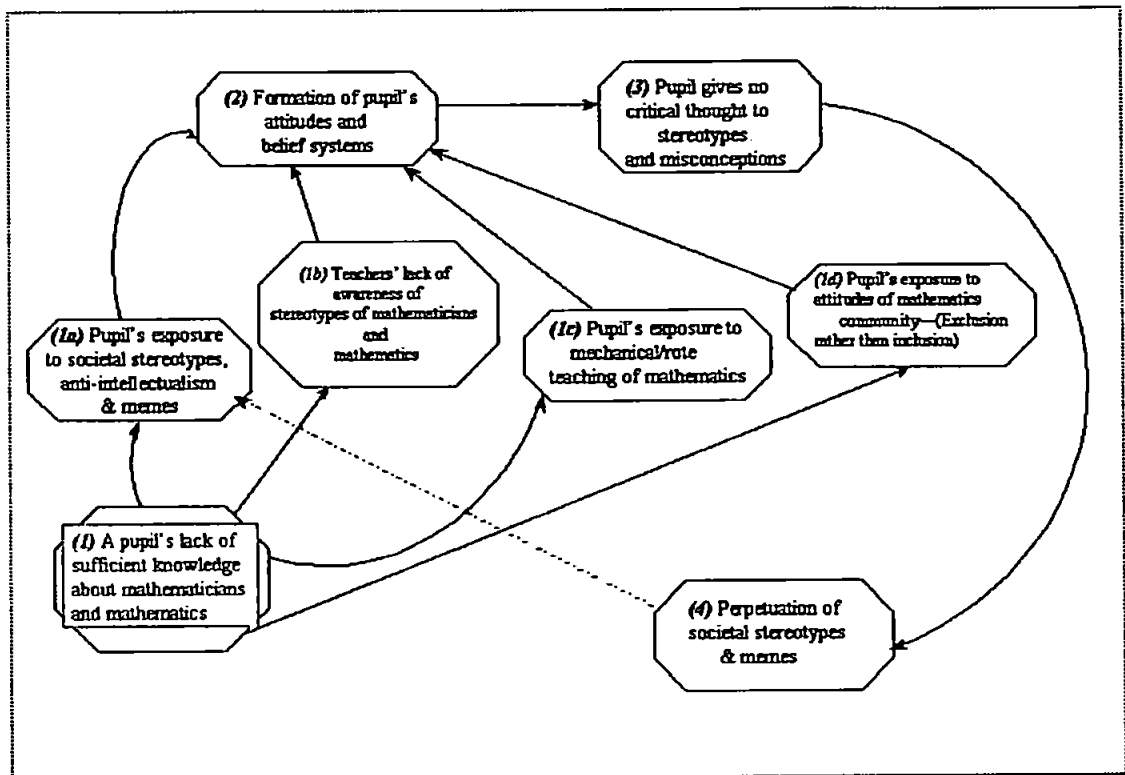 (2) Formation of pupil's
attitudes and
belief systems
(3) Pupil gives no
critical thought to
stereotypes
and misconceptions
(1b) Teachers' lack of
awareness of
stereotypes of mathematicians
and
mathematics
(1d) Pupil's exposure to
attitudes of mathematics
community—(Exclusion
rather than inclusion)
(1a) Pupil's exposure
to societal stereotypes,
anti-intellectualism
& memes
(1c) Pupil's exposure to
mechanical/rote
teaching of mathematics
(1) A pupil's lack of
sufficient knowledge
about mathematicians
and mathematics
(4) Perpetuation of
societal stereotypes
& memes